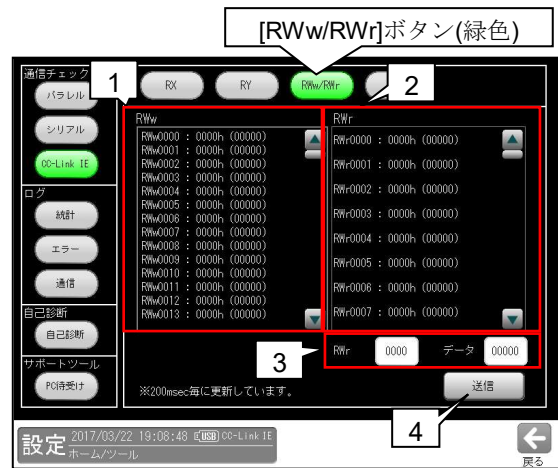 [RWw/RWr]ボタン(緑色)
通信チェック
1
2
パラレル
シリアル
CC-Link IE
RX
RY
RWw/RWr
RWw
RWw0000 : 0000h (00000)
RWw0001 : 0000h (00000)
RWw0002 : 0000h (00000)
RWw0003 : 0000h (00000)
RWw0004 : 0000h (00000)
RWw0005 : 0000h (00000)
RWw0006 : 0000h (00000)
RWw0007 : 0000h (00000)
RWw0008 : 0000h (00000)
RWw0009 : 0000h (00000)
RWw0010 : 0000h (00000)
RWw0011 : 0000h (00000)
RWw0012 : 0000h (00000)
RWw0013 : 0000h (00000)
RWr
RWr0000 : 0000h (00000)
RWr0001 : 0000h (00000)
RWr0002 : 0000h (00000)
RWr0003 : 0000h (00000)
RWr0004 : 0000h (00000)
RWr0005 : 0000h (00000)
RWr0006 : 0000h (00000)
RWr0007 : 0000h (00000)
ログ
統計
エラー
通信
自己診断
自己診断
サポートツール
PC待受け
3
RWr 0000 データ 00000
※200msec毎に更新しています。
送信
4
設定
2017/03/22 19:08:48 [USB] CC-Link IE
ホーム/ツール
戻る